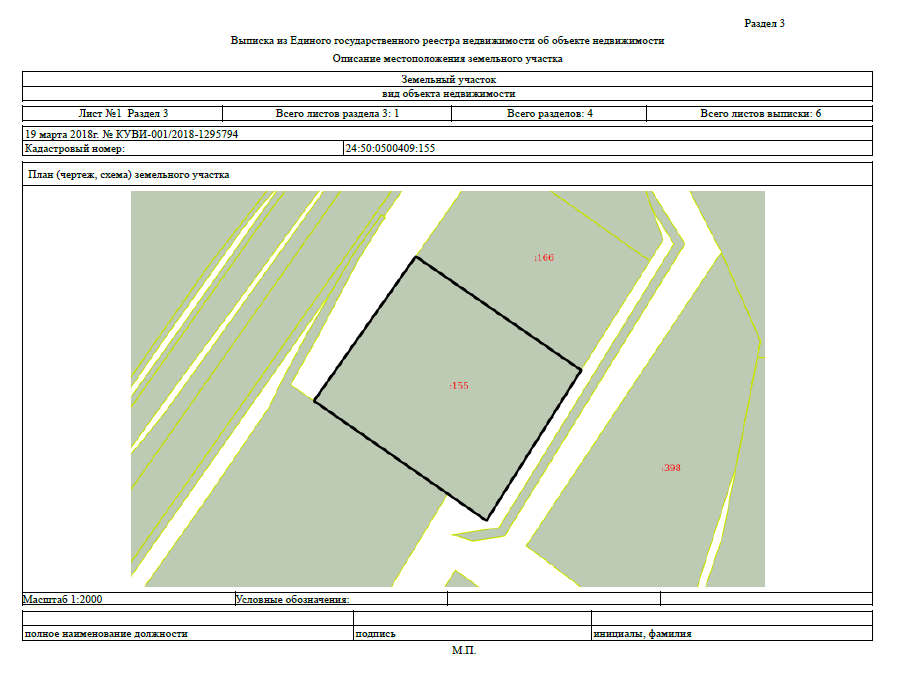 Раздел 3
Выписка из Единого государственного реестра недвижимости об объекте недвижимости
Описание местоположения земельного участка
Земельный участок
вид объекта недвижимости
Лист №1 Раздел 3 Всего листов раздела 3: 1 Всего разделов: 4 Всего листов выписки: 6
19 марта 2018г. № КУВИ-001/2018-1295794
Кадастровый номер: 24:50:0500409:155
План (чертеж, схема) земельного участка
:166
:155
:398
Масштаб 1:2000 Условные обозначения:
полное наименование должности подпись инициалы, фамилия
М.П.